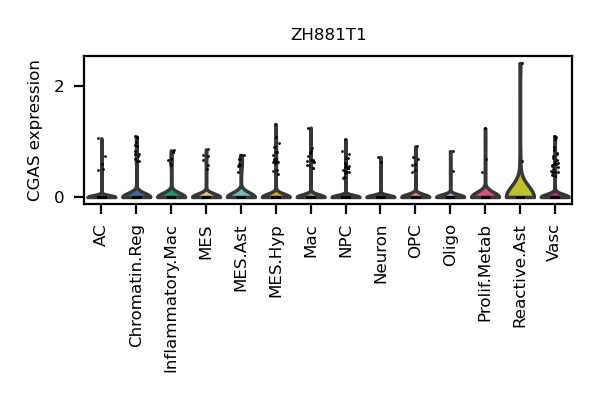 ZH881T1
CGAS expression
2
0
AC
Chromatin.Reg
Inflammatory.Mac
MES
MES.Ast
MES.Hyp
Mac
NPC
Neuron
OPC
Oligo
Prolif.Metab
Reactive.Ast
Vasc